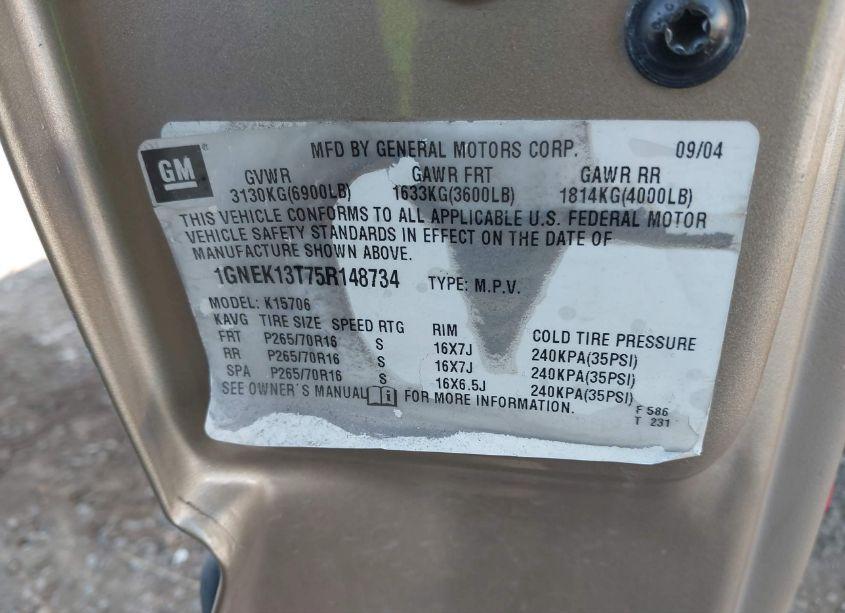 GM
MFD BY GENERAL MOTORS CORP. 09/04
GVWR GAWR FRT GAWR RR
3130KG(6900LB) 1633KG(3600LB) 1814KG(4000LB)
THIS VEHICLE CONFORMS TO ALL APPLICABLE U.S. FEDERAL MOTOR
VEHICLE SAFETY STANDARDS IN EFFECT ON THE DATE OF
MANUFACTURE SHOWN ABOVE.
1GNEK13T75R148734 TYPE: M.P.V.
MODEL: K15706
KAVG TIRE SIZE SPEED RTG RIM COLD TIRE PRESSURE
FRT P265/70R16 S 16X7J 240KPA(35PSI)
RR P265/70R16 S 16X7J 240KPA(35PSI)
SPA P265/70R16 S 16X6.5J 240KPA(35PSI)
SEE OWNER'S MANUAL i FOR MORE INFORMATION.
F 586
T 231